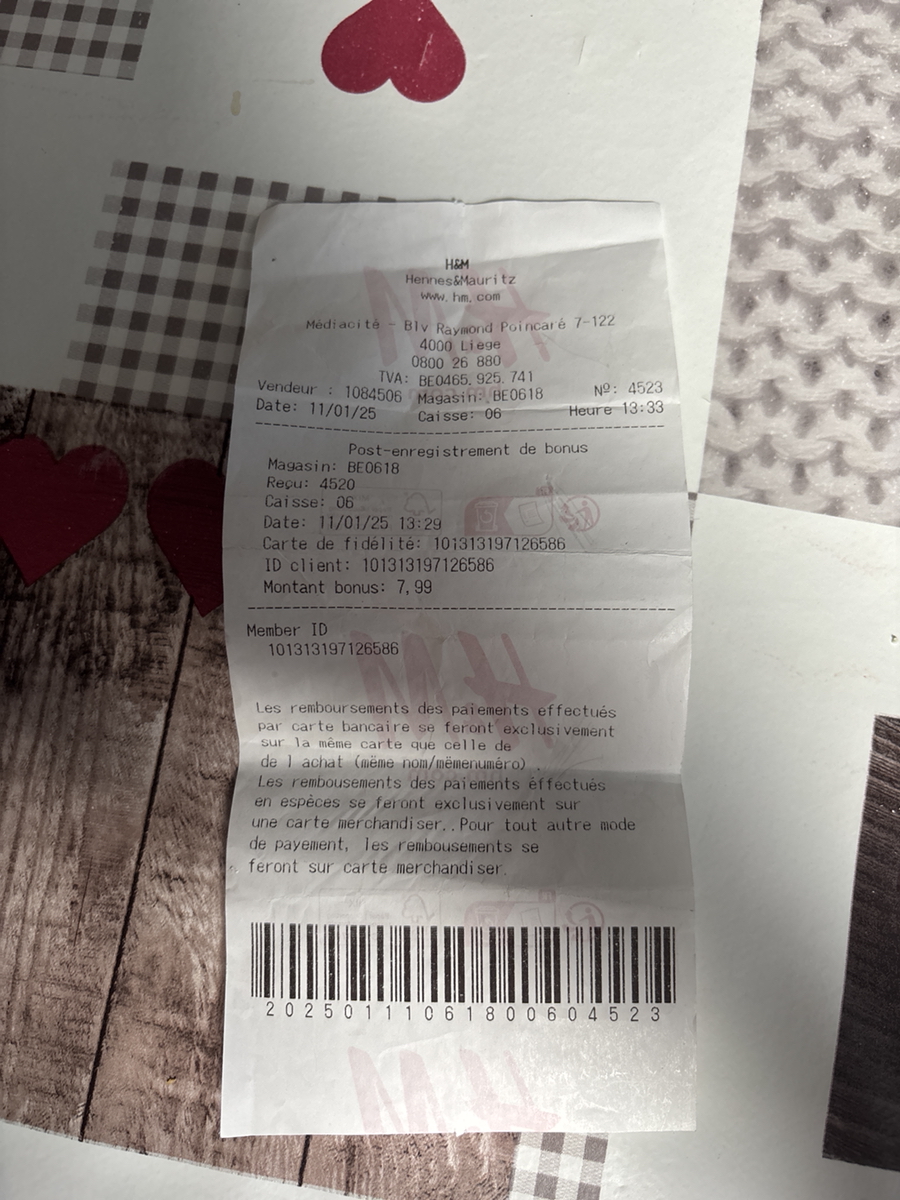 H&M
Hennes&Mauritz
www.hm.com
Médiacité - Blv Raymond Poincaré 7-122
4000 Liege
0800 26 880
TVA: BE0465.925.741
Vendeur : 1084506 Magasin: BE0618 Nº: 4523
Date: 11/01/25 Caisse: 06 Heure 13:33
Post-enregistrement de bonus
Magasin: BE0618
Reçu: 4520
Caisse: 06
Date: 11/01/25 13:29
Carte de fidélité: 101313197126586
ID client: 101313197126586
Montant bonus: 7,99
Member ID
101313197126586
Les remboursements des paiements effectués
par carte bancaire se feront exclusivement
sur la même carte que celle de
de l achat (mëme nom/mëmenuméro) .
Les rembousements des paiements éffectués
en espèces se feront exclusivement sur
une carte merchandiser..Pour tout autre mode
de payement, les rembousements se
feront sur carte merchandiser.
20250111061800604523